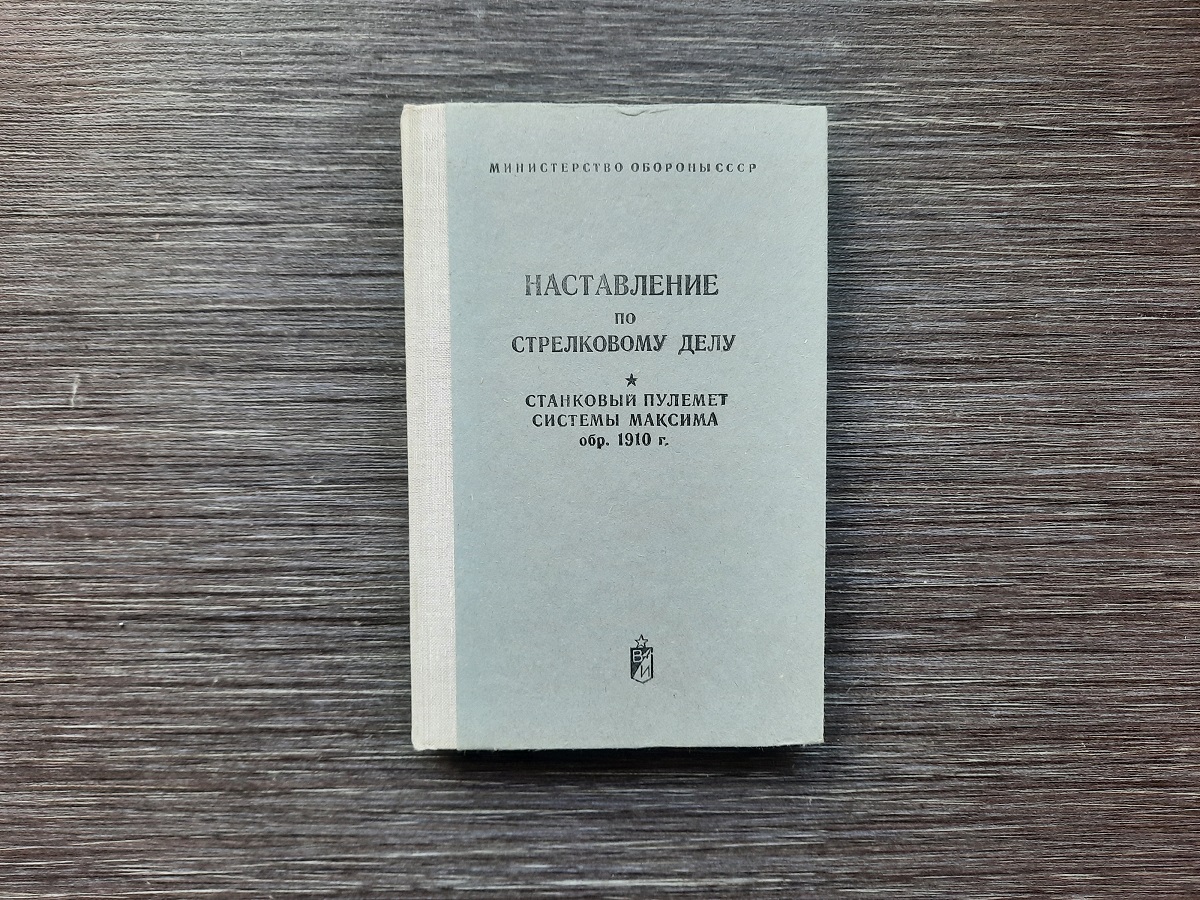 МИНИСТЕРСТВО ОБОРОНЫ СССР
НАСТАВЛЕНИЕ
ПО
СТРЕЛКОВОМУ ДЕЛУ
★
СТАНКОВЫЙ ПУЛЕМЕТ
СИСТЕМЫ МАКСИМА
обр. 1910 г.
ВИ